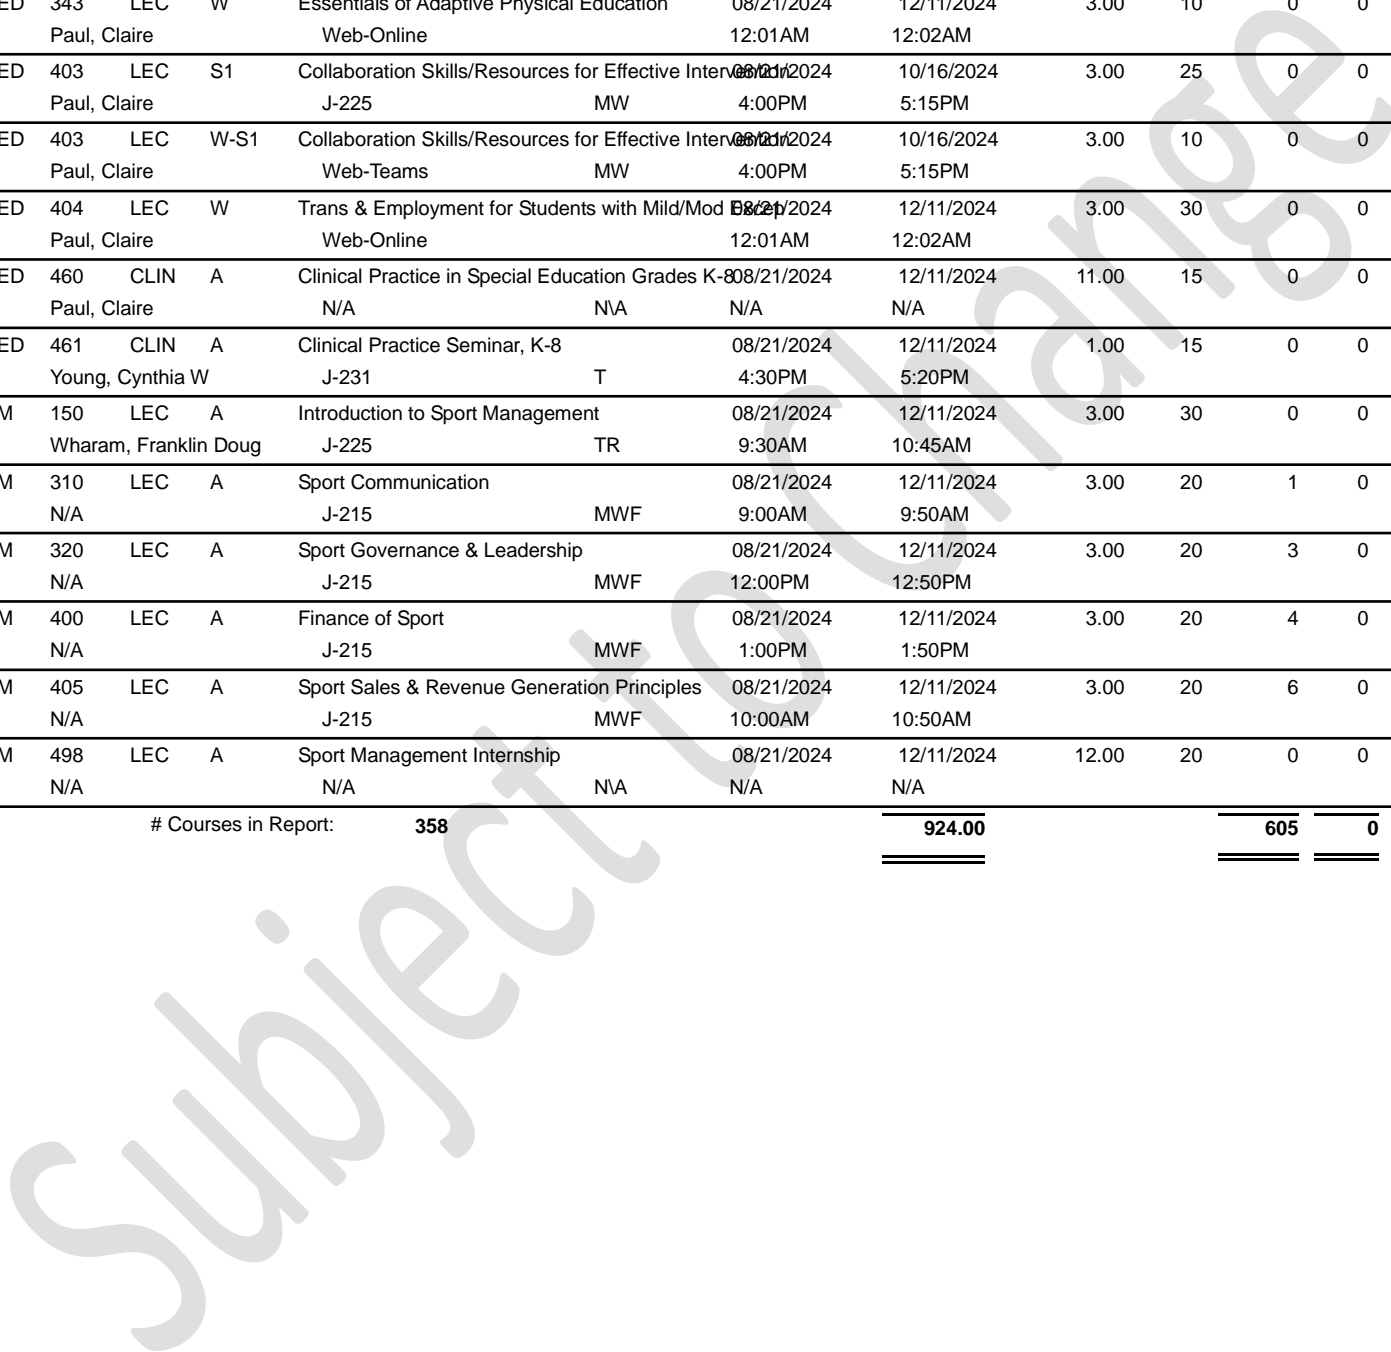 ED 343 LEC W Essentials of Adaptive Physical Education 08/21/2024 12/11/2024 3.00 10 0 0
Paul, Claire Web-Online 12:01AM 12:02AM
ED 403 LEC S1 Collaboration Skills/Resources for Effective Intervention 08/21/2024 10/16/2024 3.00 25 0 0
Paul, Claire J-225 MW 4:00PM 5:15PM
ED 403 LEC W-S1 Collaboration Skills/Resources for Effective Intervention 08/21/2024 10/16/2024 3.00 10 0 0
Paul, Claire Web-Teams MW 4:00PM 5:15PM
ED 404 LEC W Trans & Employment for Students with Mild/Mod Excep 08/21/2024 12/11/2024 3.00 30 0 0
Paul, Claire Web-Online 12:01AM 12:02AM
ED 460 CLIN A Clinical Practice in Special Education Grades K-8 08/21/2024 12/11/2024 11.00 15 0 0
Paul, Claire N/A N\A N/A N/A
ED 461 CLIN A Clinical Practice Seminar, K-8 08/21/2024 12/11/2024 1.00 15 0 0
Young, Cynthia W J-231 T 4:30PM 5:20PM
M 150 LEC A Introduction to Sport Management 08/21/2024 12/11/2024 3.00 30 0 0
Wharam, Franklin Doug J-225 TR 9:30AM 10:45AM
M 310 LEC A Sport Communication 08/21/2024 12/11/2024 3.00 20 1 0
N/A J-215 MWF 9:00AM 9:50AM
M 320 LEC A Sport Governance & Leadership 08/21/2024 12/11/2024 3.00 20 3 0
N/A J-215 MWF 12:00PM 12:50PM
M 400 LEC A Finance of Sport 08/21/2024 12/11/2024 3.00 20 4 0
N/A J-215 MWF 1:00PM 1:50PM
M 405 LEC A Sport Sales & Revenue Generation Principles 08/21/2024 12/11/2024 3.00 20 6 0
N/A J-215 MWF 10:00AM 10:50AM
M 498 LEC A Sport Management Internship 08/21/2024 12/11/2024 12.00 20 0 0
N/A N/A N\A N/A N/A
# Courses in Report: 358 924.00 605 0
Subject to Change